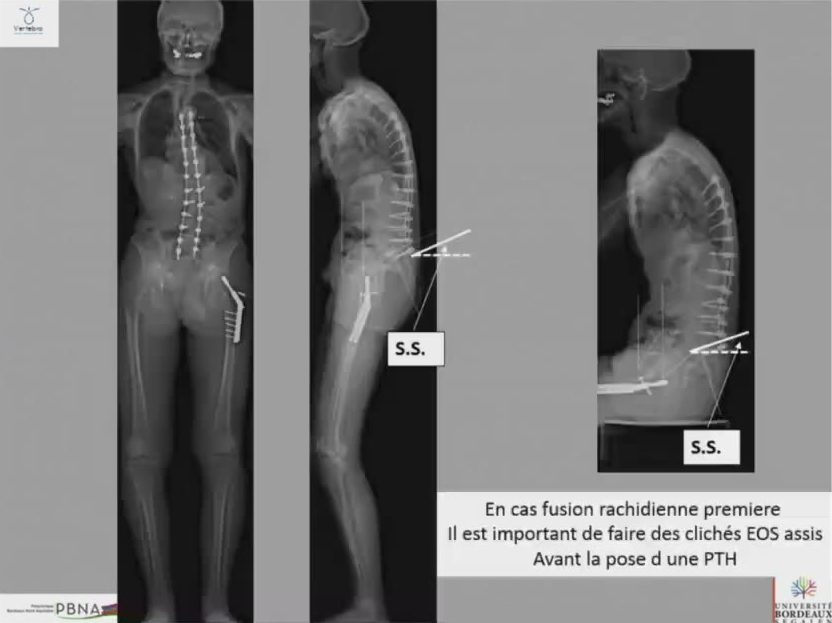 Vertebra
S.S.
S.S.
En cas fusion rachidienne premiere
Il est important de faire des clichés EOS assis
Avant la pose d une PTH
PBNA
UNIVERSITÉ
BORDEAUX
SEGALEN